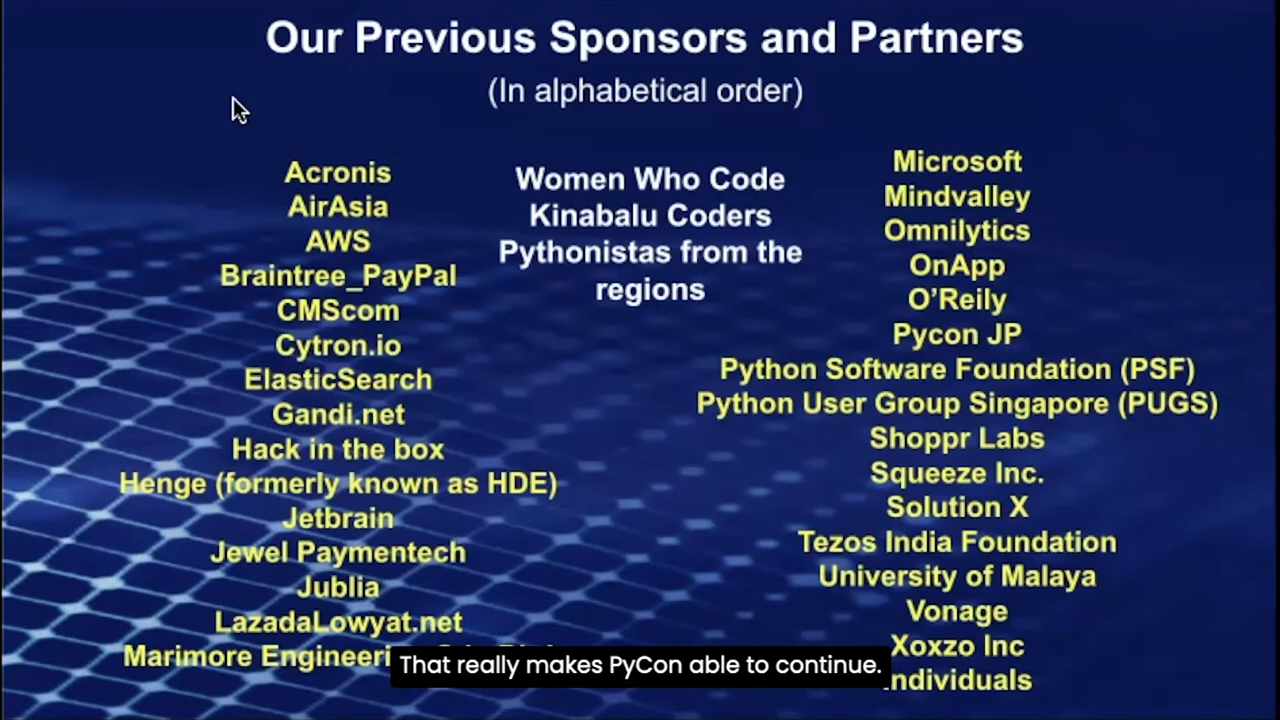 Our Previous Sponsors and Partners
(In alphabetical order)
Acronis
AirAsia
AWS
Braintree_PayPal
CMScom
Cytron.io
ElasticSearch
Gandi.net
Hack in the box
Henge (formerly known as HDE)
Jetbrain
Jewel Paymentech
Jublia
LazadaLowyat.net
Marimore
Women Who Code
Kinabalu Coders
Pythonistas from the
regions
Microsoft
Mindvalley
Omnilytics
OnApp
O’Reily
Pycon JP
Python Software Foundation (PSF)
Python User Group Singapore (PUGS)
Shoppr Labs
Squeeze Inc.
Solution X
Tezos India Foundation
University of Malaya
Vonage
Xoxzo Inc
Individuals
That really makes PyCon able to continue.